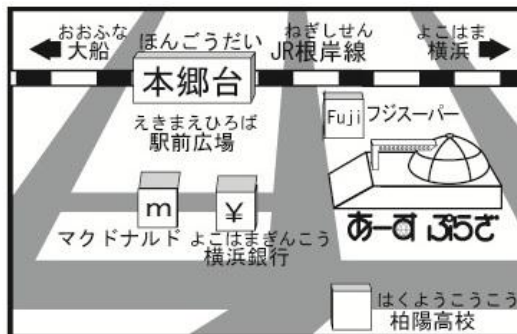 おおふな
大船
ほんごうだい
本郷台
ねぎしせん
JR根岸線
よこはま
横浜
えきまえひろば
駅前広場
Fuji
フジスーパー
m
マクドナルド
¥
よこはまぎんこう
横浜銀行
あーすぷらざ
はくようこうこう
柏陽高校